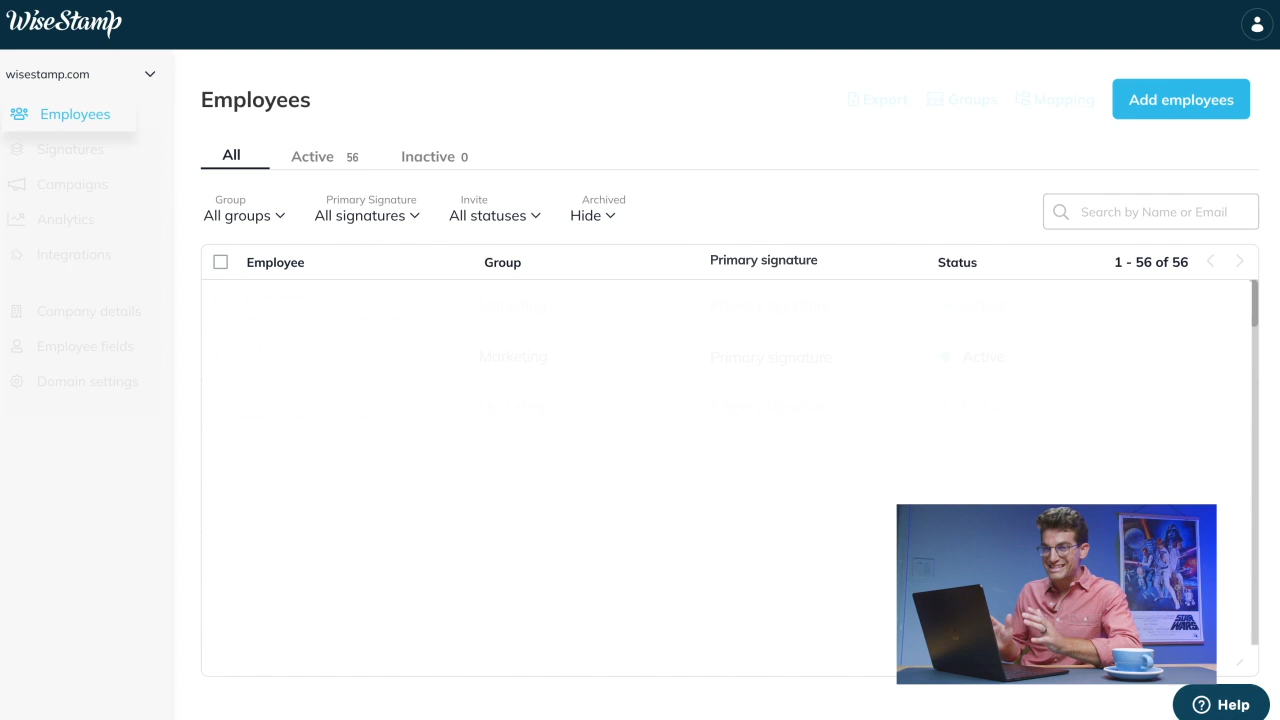 WiseStamp
wisestamp.com
Employees
Signatures
Campaigns
Analytics
Integrations
Company details
Employee fields
Domain settings
Employees
Export Groups Mapping Add employees
All Active 56 Inactive 0
Group Primary Signature Invite Archived
All groups All signatures All statuses Hide
Search by Name or Email
Employee Group Primary signature Status 1 - 56 of 56
Marketing Primary signature Active
STAR WARS
Help